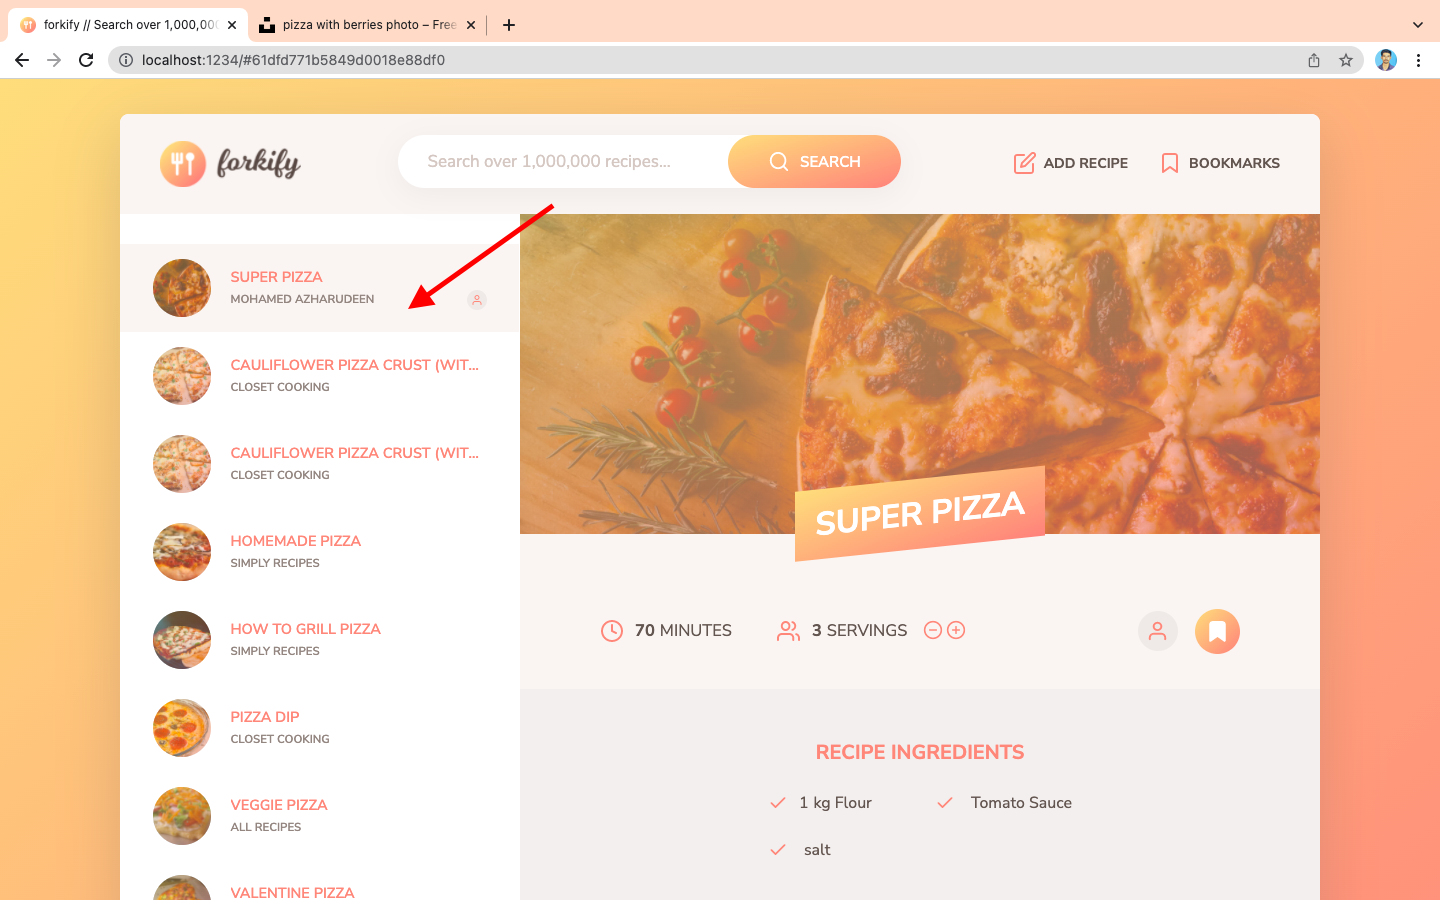 forkify // Search over 1,000,000
pizza with berries photo – Free
localhost:1234/#61dfd771b5849d0018e88df0
forkify
Search over 1,000,000 recipes...
SEARCH
ADD RECIPE
BOOKMARKS
SUPER PIZZA
MOHAMED AZHARUDEEN
CAULIFLOWER PIZZA CRUST (WIT...
CLOSET COOKING
CAULIFLOWER PIZZA CRUST (WIT...
CLOSET COOKING
HOMEMADE PIZZA
SIMPLY RECIPES
HOW TO GRILL PIZZA
SIMPLY RECIPES
PIZZA DIP
CLOSET COOKING
VEGGIE PIZZA
ALL RECIPES
VALENTINE PIZZA
SUPER PIZZA
70 MINUTES
3 SERVINGS
RECIPE INGREDIENTS
1 kg Flour
Tomato Sauce
salt